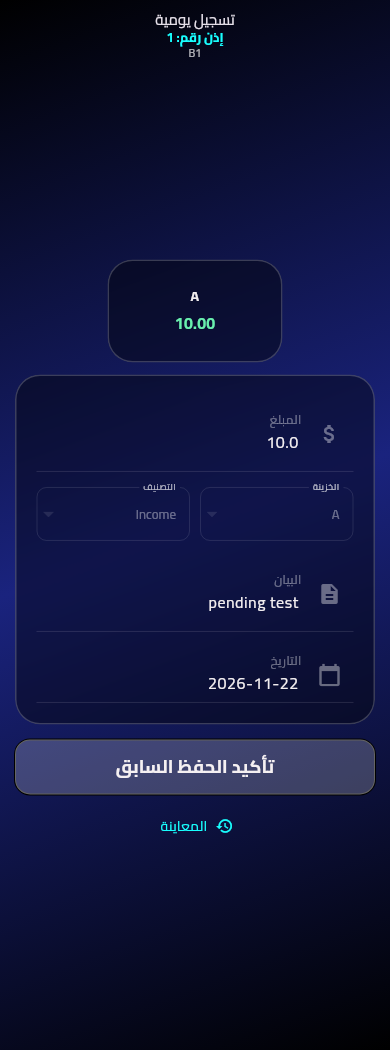 تسجيل يومية
إذن رقم: 1
B1
A
10.00
المبلغ
10.0
الخزينة
A
التصنيف
Income
البيان
pending test
التاريخ
2026-11-22
تأكيد الحفظ السابق
المعاينة